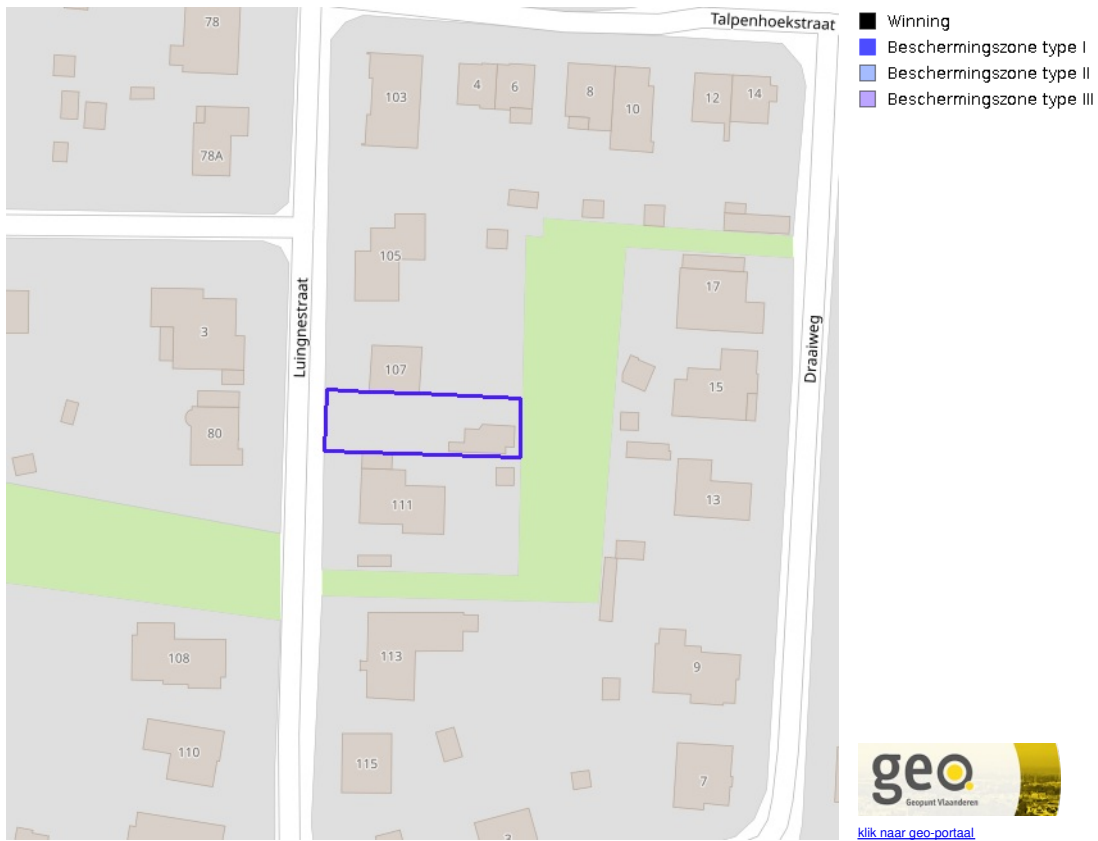 Talpenhoekstraat
78
103
4
6
8
10
12
14
78A
105
17
Luingnestraat
Draaiweg
3
107
15
80
111
13
113
108
9
110
115
7
3
Winning
Beschermingszone type I
Beschermingszone type II
Beschermingszone type III
geo
Geopunt Vlaanderen
klik naar geo-portaal